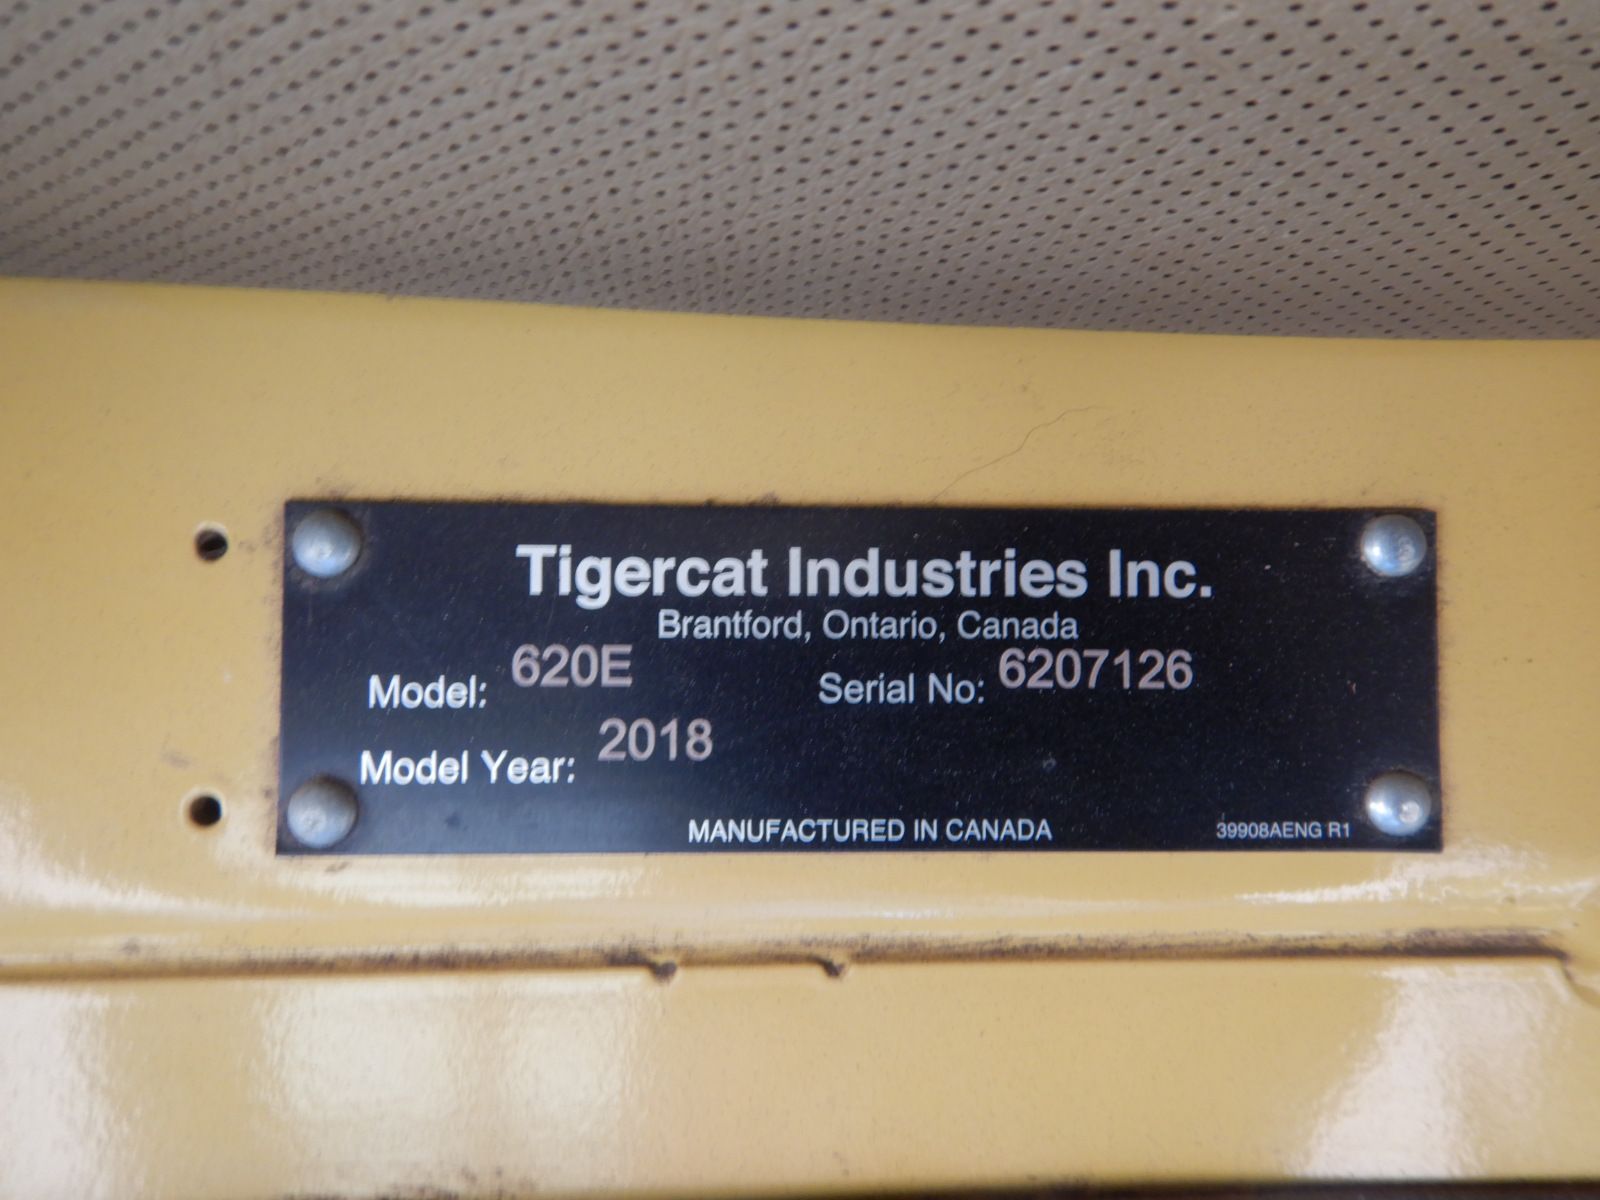 Tigercat Industries Inc.
Brantford, Ontario, Canada
Model: 620E Serial No: 6207126
Model Year: 2018
MANUFACTURED IN CANADA 39908AENG R1